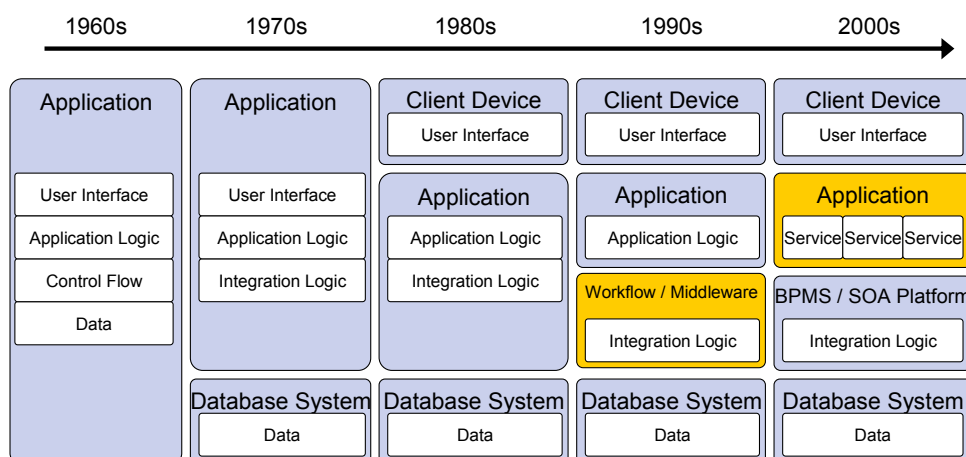 1960s 1970s 1980s 1990s 2000s
Application
User Interface
Application Logic
Control Flow
Data
Application
User Interface
Application Logic
Integration Logic
Database System
Data
Client Device
User Interface
Application
Application Logic
Integration Logic
Database System
Data
Client Device
User Interface
Application
Application Logic
Workflow / Middleware
Integration Logic
Database System
Data
Client Device
User Interface
Application
Service Service Service
BPMS / SOA Platform
Integration Logic
Database System
Data